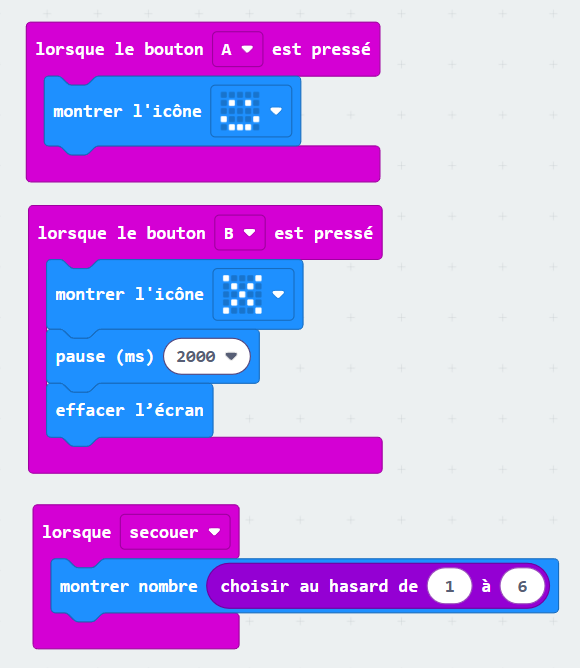 lorsque le bouton A est pressé
montrer l'icône
lorsque le bouton B est pressé
montrer l'icône
pause (ms) 2000
effacer l’écran
lorsque secouer
montrer nombre choisir au hasard de 1 à 6